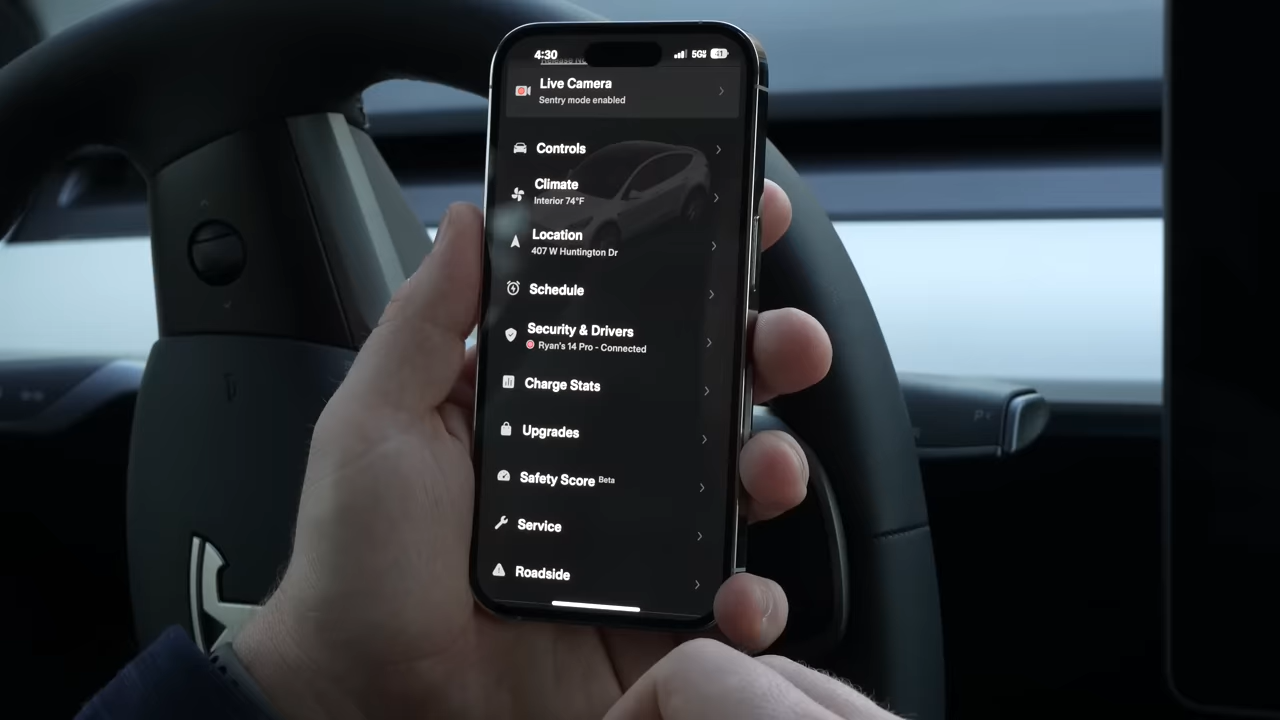 4:30
5G
41
Live Camera
Sentry mode enabled
Controls
Climate
Interior 74°F
Location
407 W Huntington Dr
Schedule
Security & Drivers
Ryan's 14 Pro - Connected
Charge Stats
Upgrades
Safety Score Beta
Service
Roadside
P